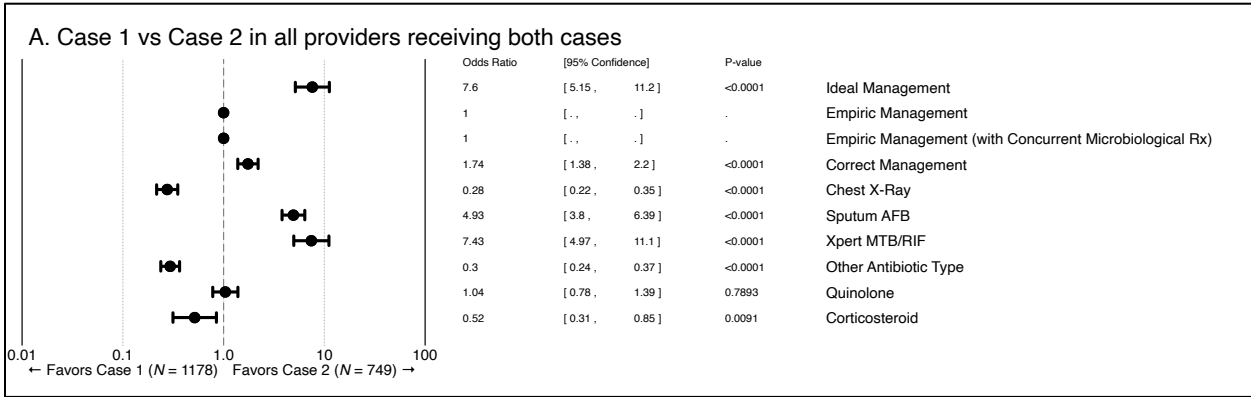 A. Case 1 vs Case 2 in all providers receiving both cases
Odds Ratio [95% Confidence] P-value
7.6 [ 5.15 , 11.2 ] <0.0001 Ideal Management
1 [ . , . ] . Empiric Management
1 [ . , . ] . Empiric Management (with Concurrent Microbiological Rx)
1.74 [ 1.38 , 2.2 ] <0.0001 Correct Management
0.28 [ 0.22 , 0.35 ] <0.0001 Chest X-Ray
4.93 [ 3.8 , 6.39 ] <0.0001 Sputum AFB
7.43 [ 4.97 , 11.1 ] <0.0001 Xpert MTB/RIF
0.3 [ 0.24 , 0.37 ] <0.0001 Other Antibiotic Type
1.04 [ 0.78 , 1.39 ] 0.7893 Quinolone
0.52 [ 0.31 , 0.85 ] 0.0091 Corticosteroid
0.01 0.1 1.0 10 100
← Favors Case 1 (N = 1178) Favors Case 2 (N = 749) →